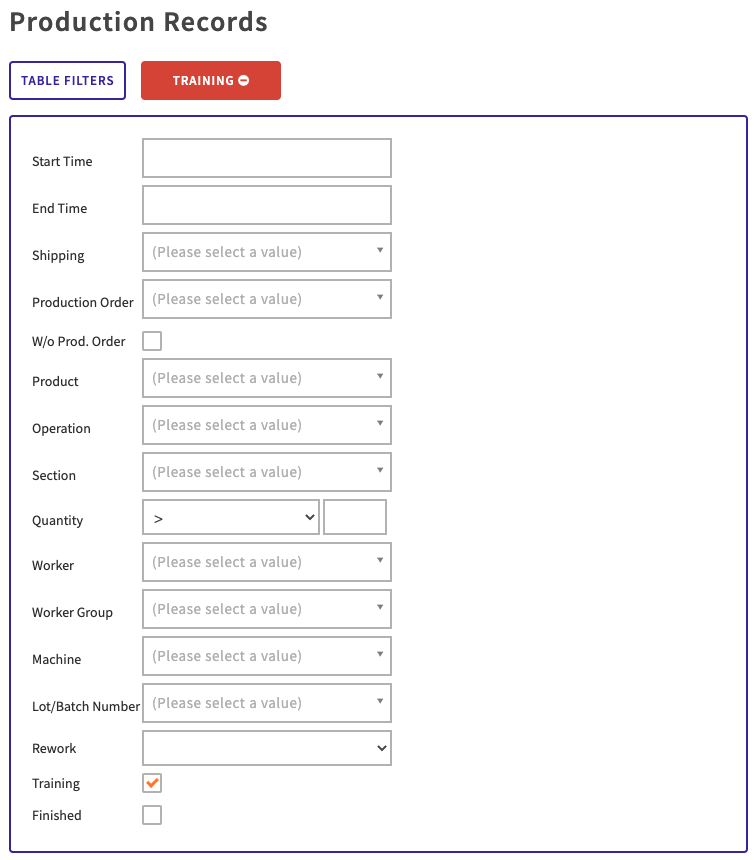 Production Records
TABLE FILTERS
TRAINING
Start Time
End Time
Shipping (Please select a value)
Production Order (Please select a value)
W/o Prod. Order
Product (Please select a value)
Operation (Please select a value)
Section (Please select a value)
Quantity >
Worker (Please select a value)
Worker Group (Please select a value)
Machine (Please select a value)
Lot/Batch Number (Please select a value)
Rework
Training
Finished